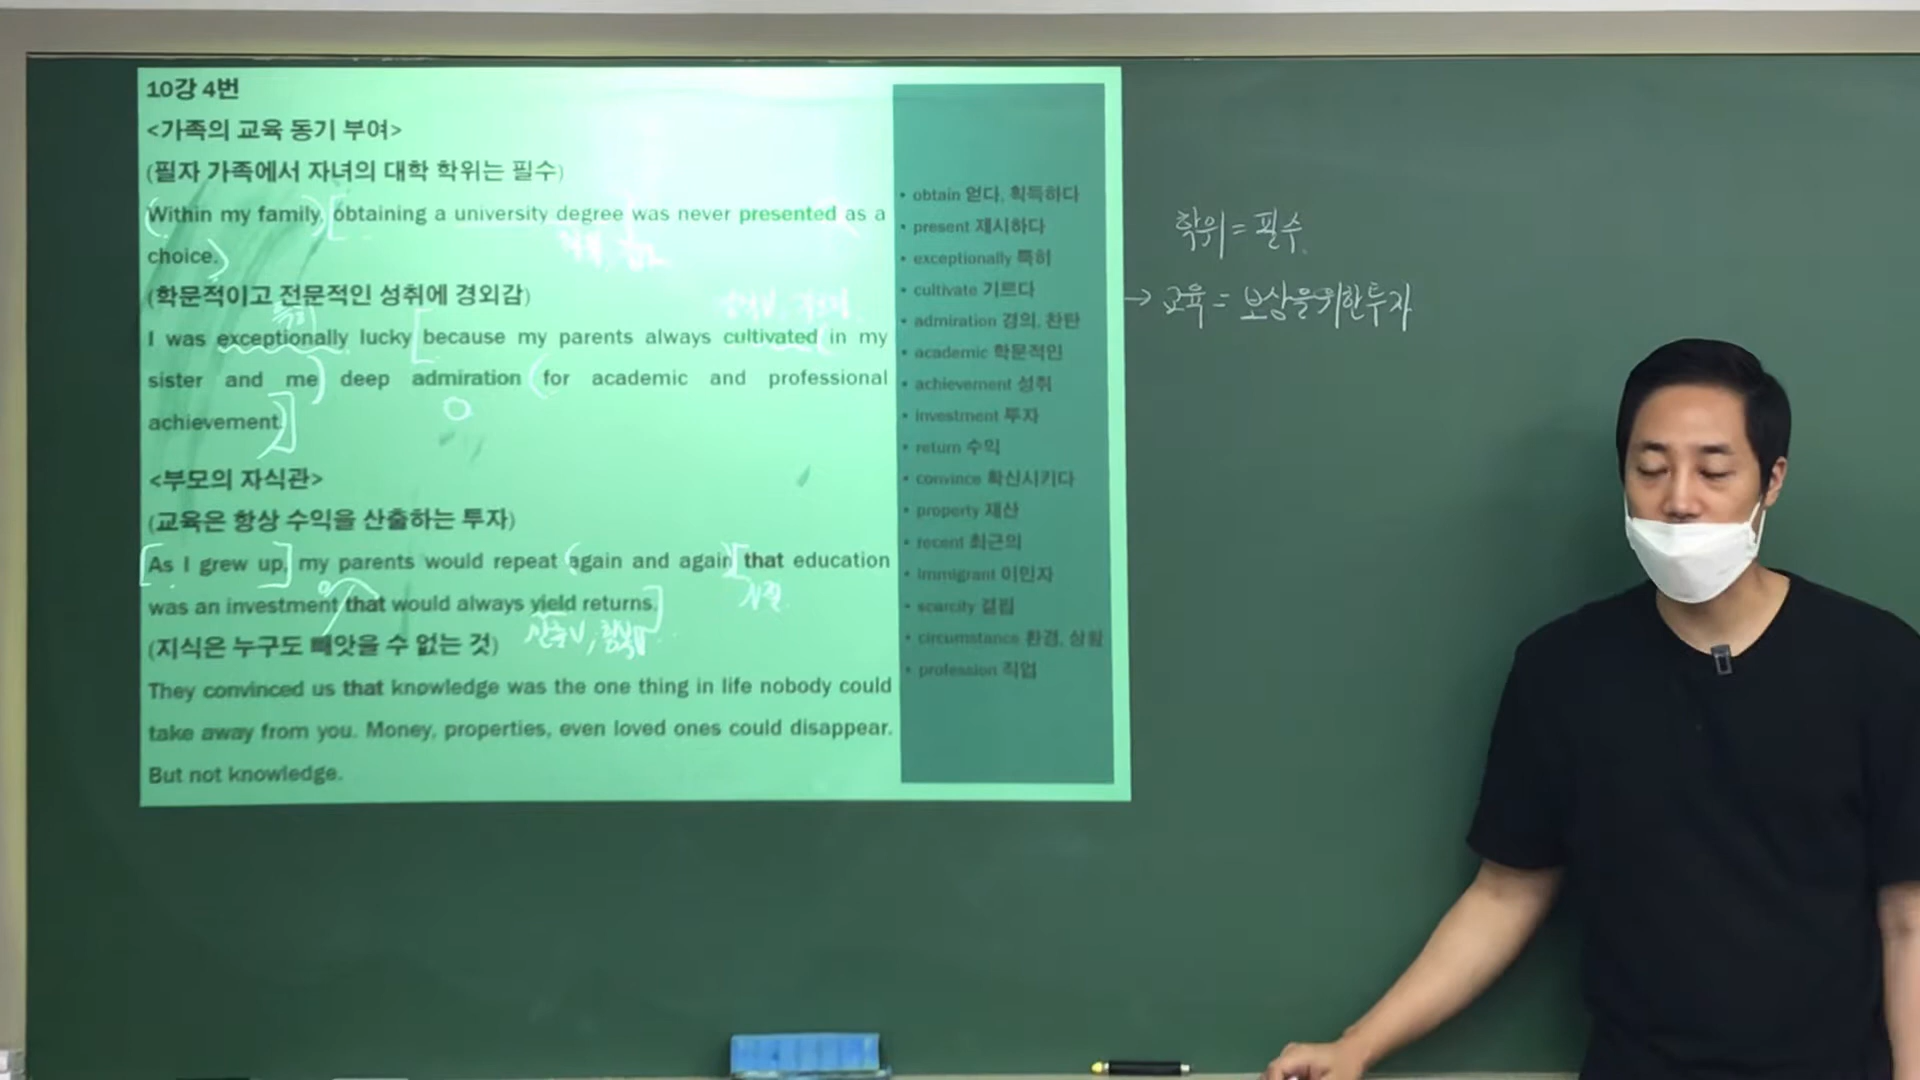 10강 4번
<가족의 교육 동기 부여>
(필자 가족에서 자녀의 대학 학위는 필수)
Within my family, obtaining a university degree was never presented as a
choice.
(학문적이고 전문적인 성취에 경외감)
특히
I was exceptionally lucky because my parents always cultivated in my
sister and me deep admiration for academic and professional
achievement.
<부모의 자식관>
(교육은 항상 수익을 산출하는 투자)
As I grew up, my parents would repeat again and again that education
was an investment that would always yield returns.
(지식은 누구도 빼앗을 수 없는 것)
They convinced us that knowledge was the one thing in life nobody could
take away from you. Money, properties, even loved ones could disappear.
But not knowledge.
• obtain 얻다, 획득하다
• present 제시하다
• exceptionally 특히
• cultivate 기르다
• admiration 경의, 찬탄
• academic 학문적인
• achievement 성취
• investment 투자
• return 수익
• convince 확신시키다
• property 재산
• recent 최근의
• immigrant 이민자
• scarcity 결핍
• circumstance 환경, 상황
• profession 직업
학위 = 필수.
→ 교육 = 보상을 위한 투자